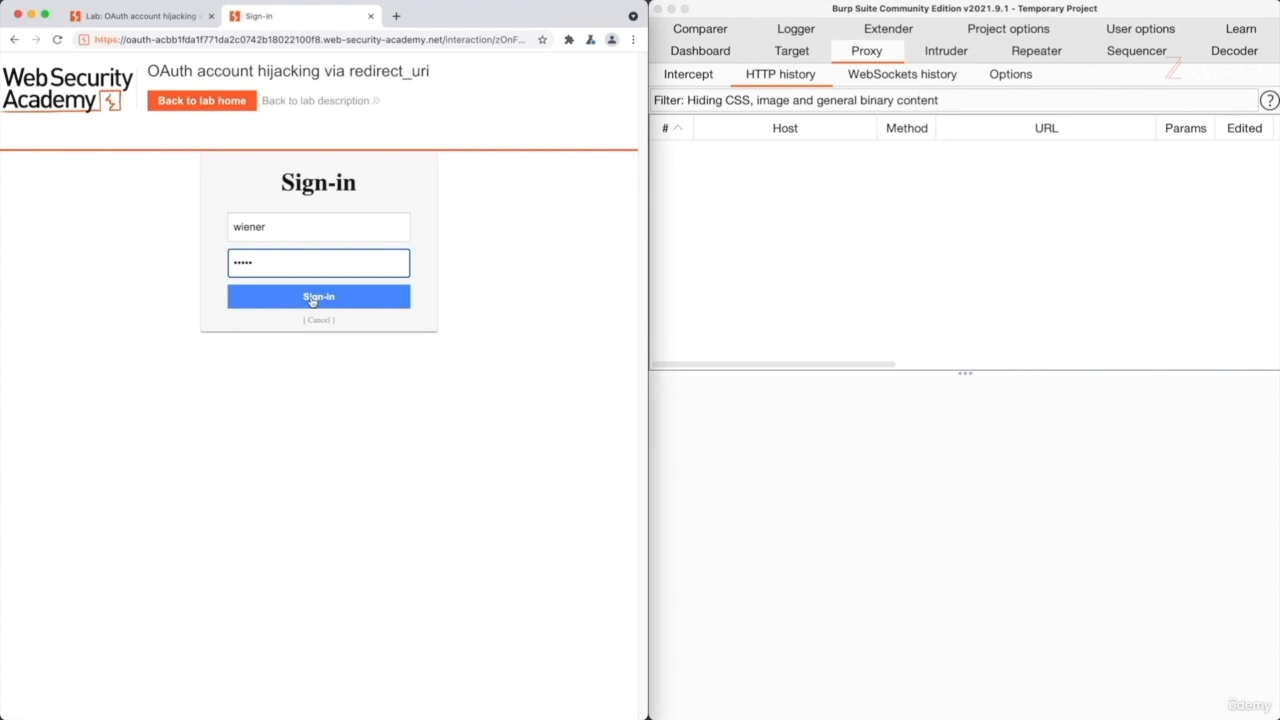 Lab: OAuth account hijacking v
Sign-in
Burp Suite Community Edition v2021.9.1 - Temporary Project
https://oauth-acbb1fda1f771da2c0742b18022100f8.web-security-academy.net/interaction/zOnF...
Comparer Logger Extender Project options User options Learn
Dashboard Target Proxy Intruder Repeater Sequencer Decoder
Intercept HTTP history WebSockets history Options
Filter: Hiding CSS, image and general binary content
# Host Method URL Params Edited
WebSecurity
Academy
OAuth account hijacking via redirect_uri
Back to lab home
Back to lab description
Sign-in
wiener
•••••
Sign-in
[ Cancel ]
ûdemy